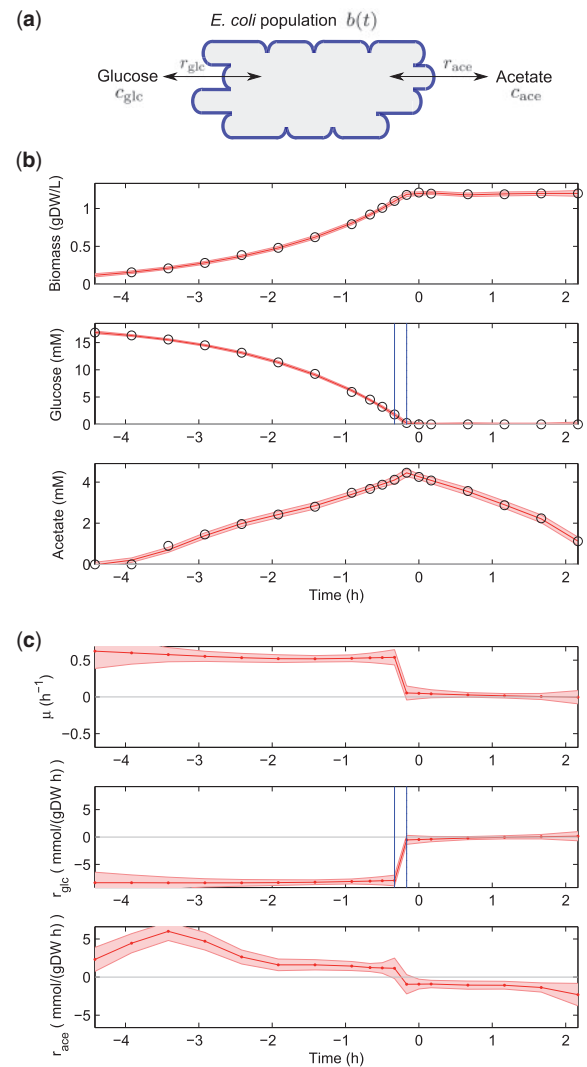 (a)
E. coli population b(t)
Glucose r_glc r_ace Acetate
c_glc c_ace
(b)
Biomass (gDW/L)
1
0.5
0
−4 −3 −2 −1 0 1 2
Glucose (mM)
15
10
5
0
−4 −3 −2 −1 0 1 2
Acetate (mM)
4
2
0
−4 −3 −2 −1 0 1 2
Time (h)
(c)
μ (h⁻¹)
0.5
0
−0.5
−4 −3 −2 −1 0 1 2
r_glc ( mmol/(gDW h) )
5
0
−5
−4 −3 −2 −1 0 1 2
r_ace ( mmol/(gDW h) )
5
0
−5
−4 −3 −2 −1 0 1 2
Time (h)